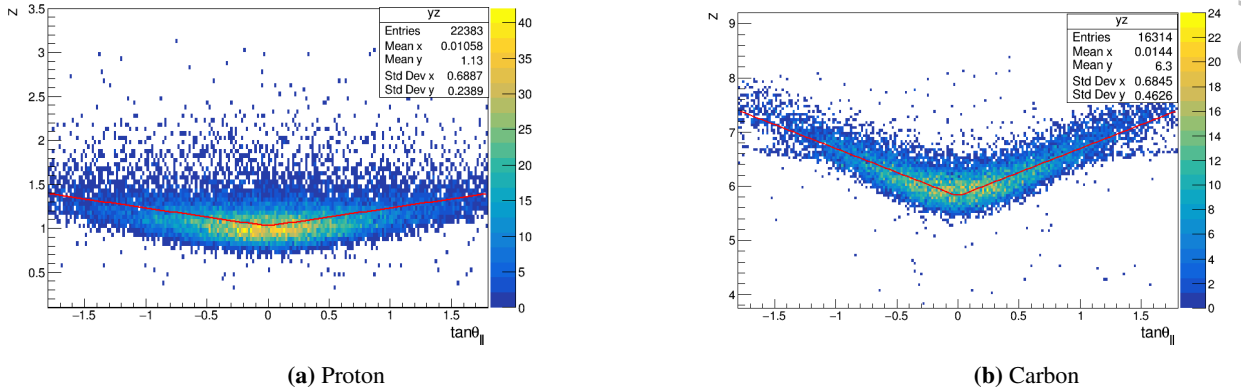 yz
Entries 22383
Mean x 0.01058
Mean y 1.13
Std Dev x 0.6887
Std Dev y 0.2389
Z
3.5
3
2.5
2
1.5
1
0.5
−1.5 −1 −0.5 0 0.5 1 1.5
tanθ||
40
35
30
25
20
15
10
5
0
(a) Proton
yz
Entries 16314
Mean x 0.0144
Mean y 6.3
Std Dev x 0.6845
Std Dev y 0.4626
Z
9
8
7
6
5
4
−1.5 −1 −0.5 0 0.5 1 1.5
tanθ||
24
22
20
18
16
14
12
10
8
6
4
2
0
(b) Carbon